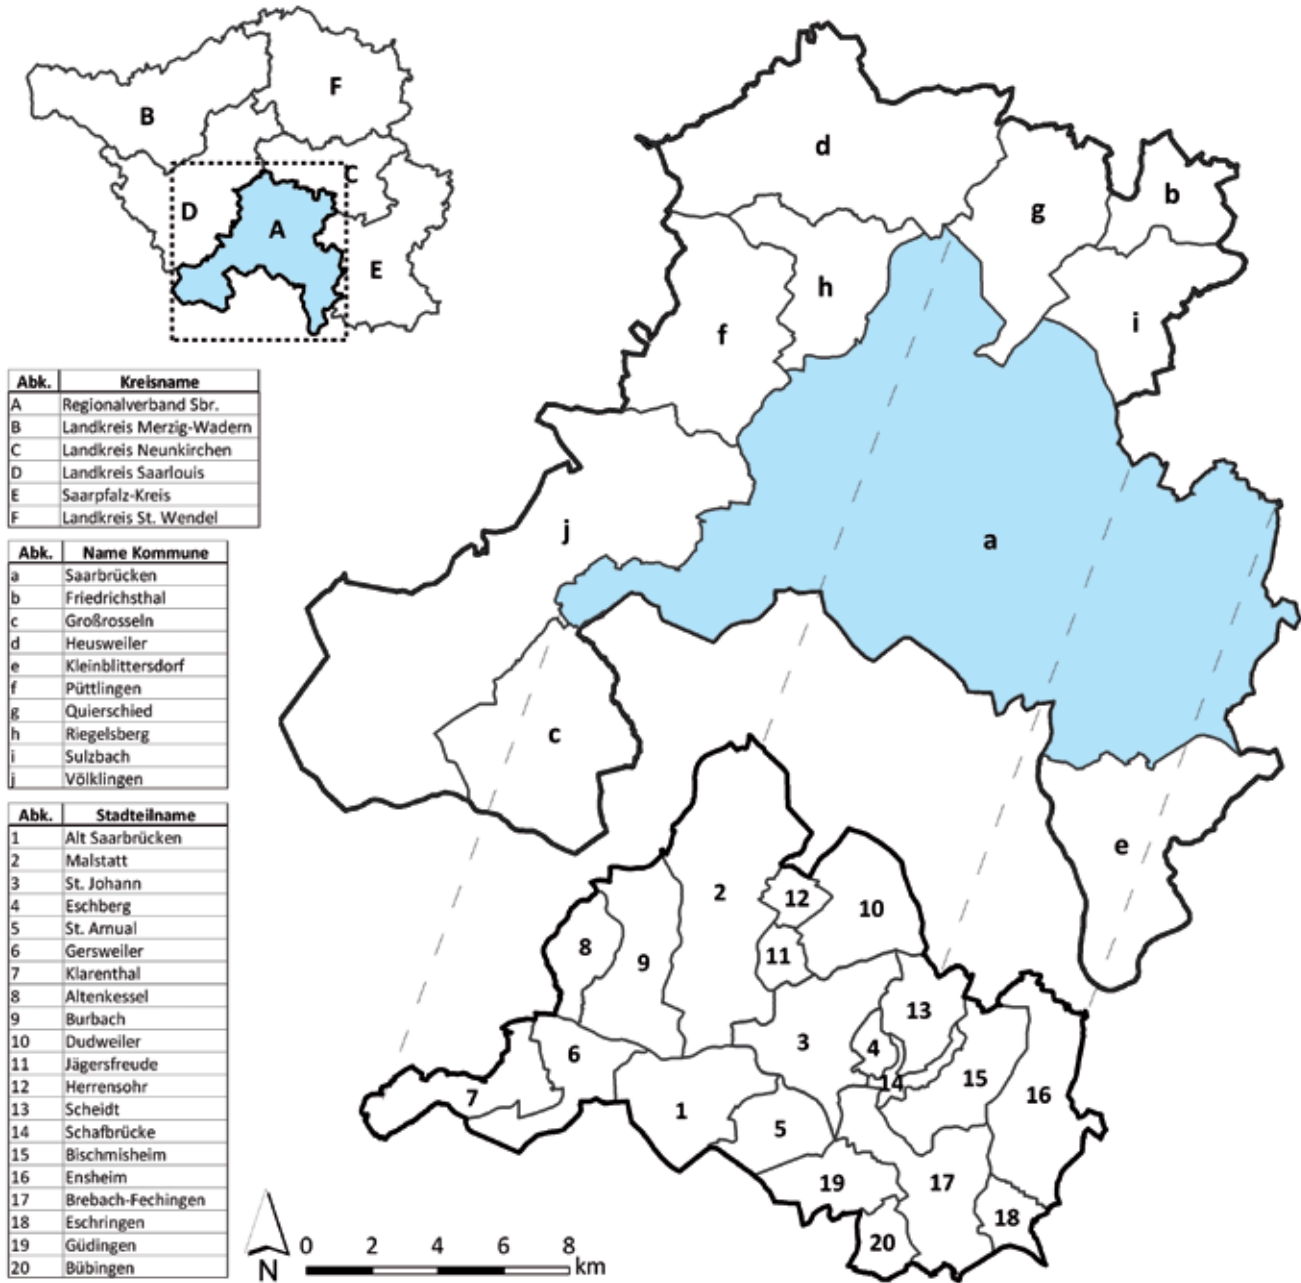 F
B
C
D
A
E
Abk. Kreisname
A Regionalverband Sbr.
B Landkreis Merzig-Wadern
C Landkreis Neunkirchen
D Landkreis Saarlouis
E Saarpfalz-Kreis
F Landkreis St. Wendel
Abk. Name Kommune
a Saarbrücken
b Friedrichsthal
c Großrosseln
d Heusweiler
e Kleinblittersdorf
f Püttlingen
g Quierschied
h Riegelsberg
i Sulzbach
j Völklingen
Abk. Stadteilname
1 Alt Saarbrücken
2 Malstatt
3 St. Johann
4 Eschberg
5 St. Arnual
6 Gersweiler
7 Klarenthal
8 Altenkessel
9 Burbach
10 Dudweiler
11 Jägersfreude
12 Herrensohr
13 Scheidt
14 Schafbrücke
15 Bischmisheim
16 Ensheim
17 Brebach-Fechingen
18 Eschringen
19 Güdingen
20 Bübingen
d
b
g
h
i
f
j
a
c
e
2
12
10
8
9
11
13
3
4
6
14
15
7
16
1
5
19
17
18
20
N
0 2 4 6 8
km